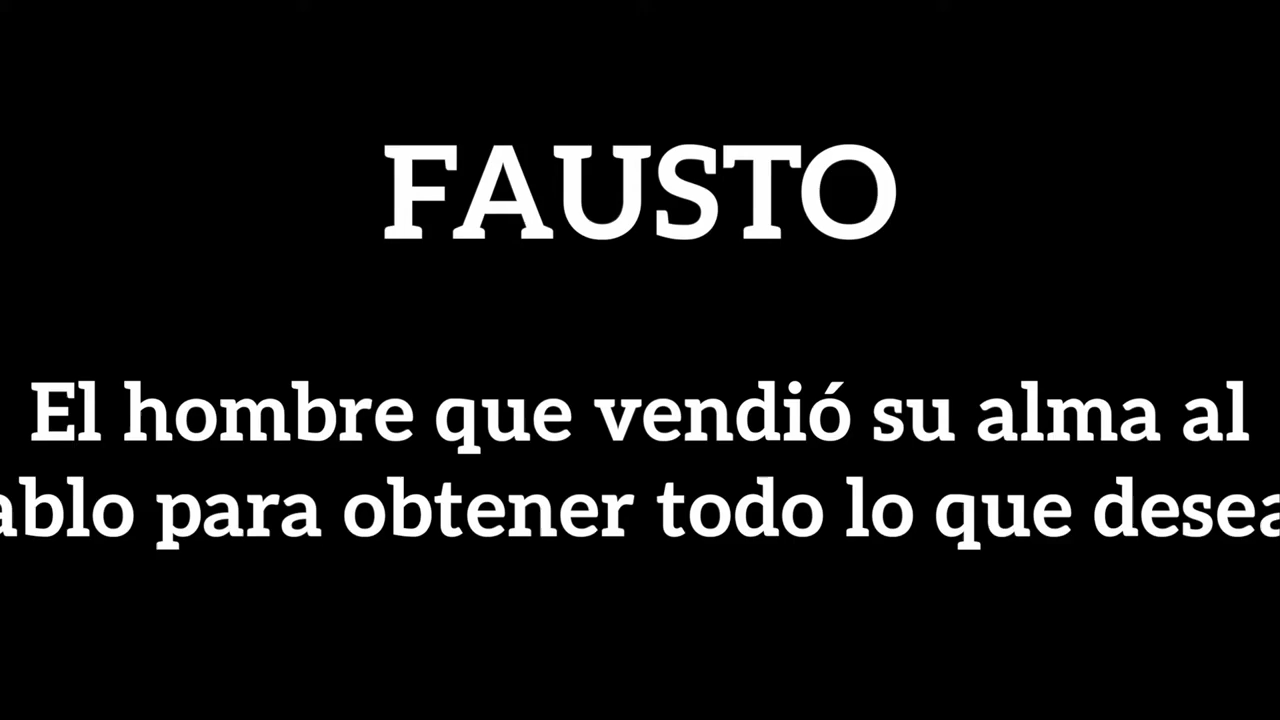 FAUSTO
El hombre que vendió su alma al
ablo para obtener todo lo que desea